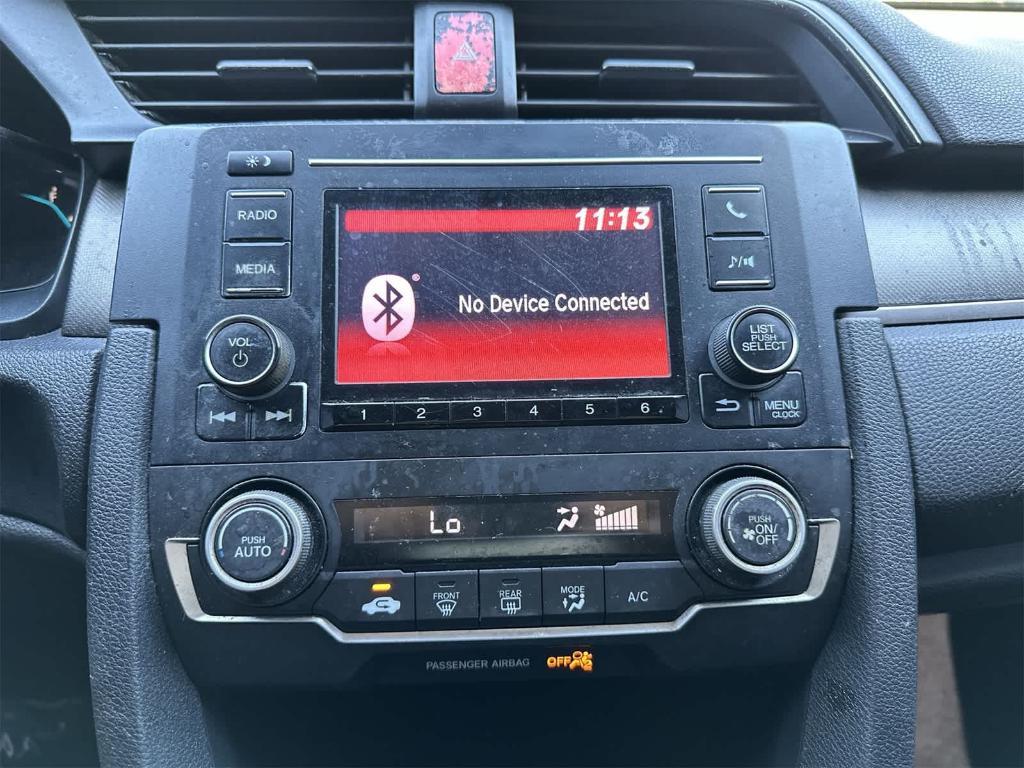 RADIO
MEDIA
VOL
11:13
®
No Device Connected
1 2 3 4 5 6
LIST
PUSH
SELECT
MENU
CLOCK
PUSH
AUTO
Lo
PUSH
ON/
OFF
FRONT
REAR
MODE
A/C
PASSENGER AIRBAG OFF